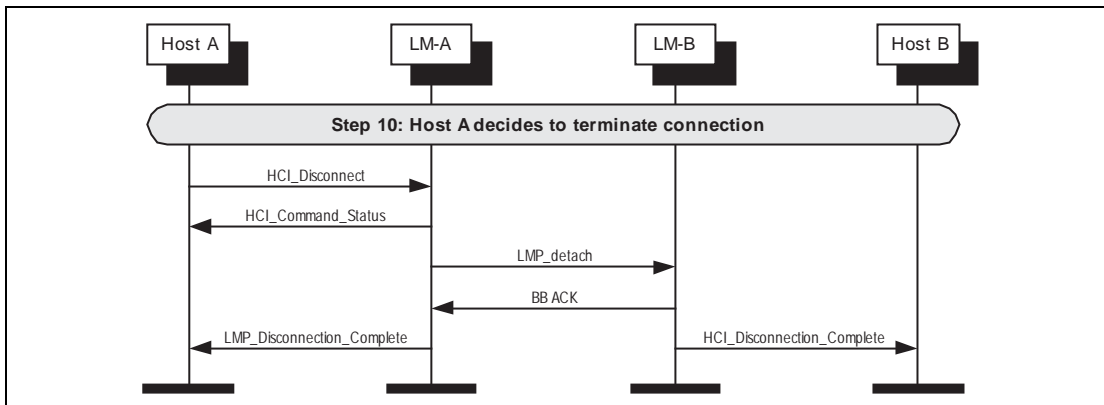 Host A
LM-A
LM-B
Host B
Step 10: Host A decides to terminate connection
HCI_Disconnect
HCI_Command_Status
LMP_detach
BB ACK
LMP_Disconnection_Complete
HCI_Disconnection_Complete